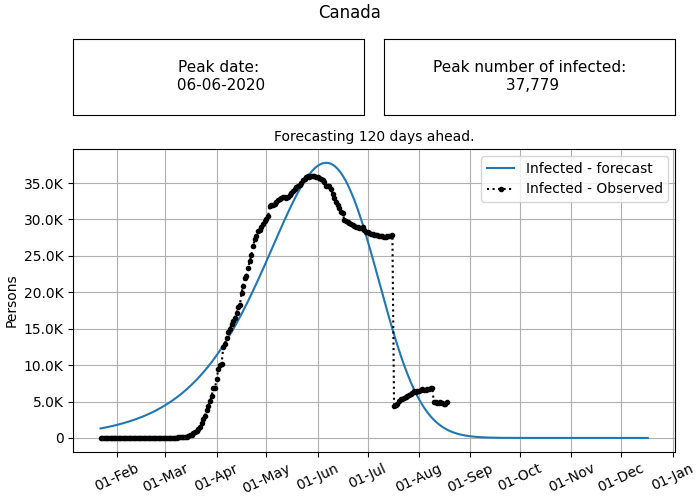 Canada
Peak date:
06-06-2020
Peak number of infected:
37,779
Forecasting 120 days ahead.
Infected - forecast
Infected - Observed
Persons
35.0K
30.0K
25.0K
20.0K
15.0K
10.0K
5.0K
0
01-Feb
01-Mar
01-Apr
01-May
01-Jun
01-Jul
01-Aug
01-Sep
01-Oct
01-Nov
01-Dec
01-Jan